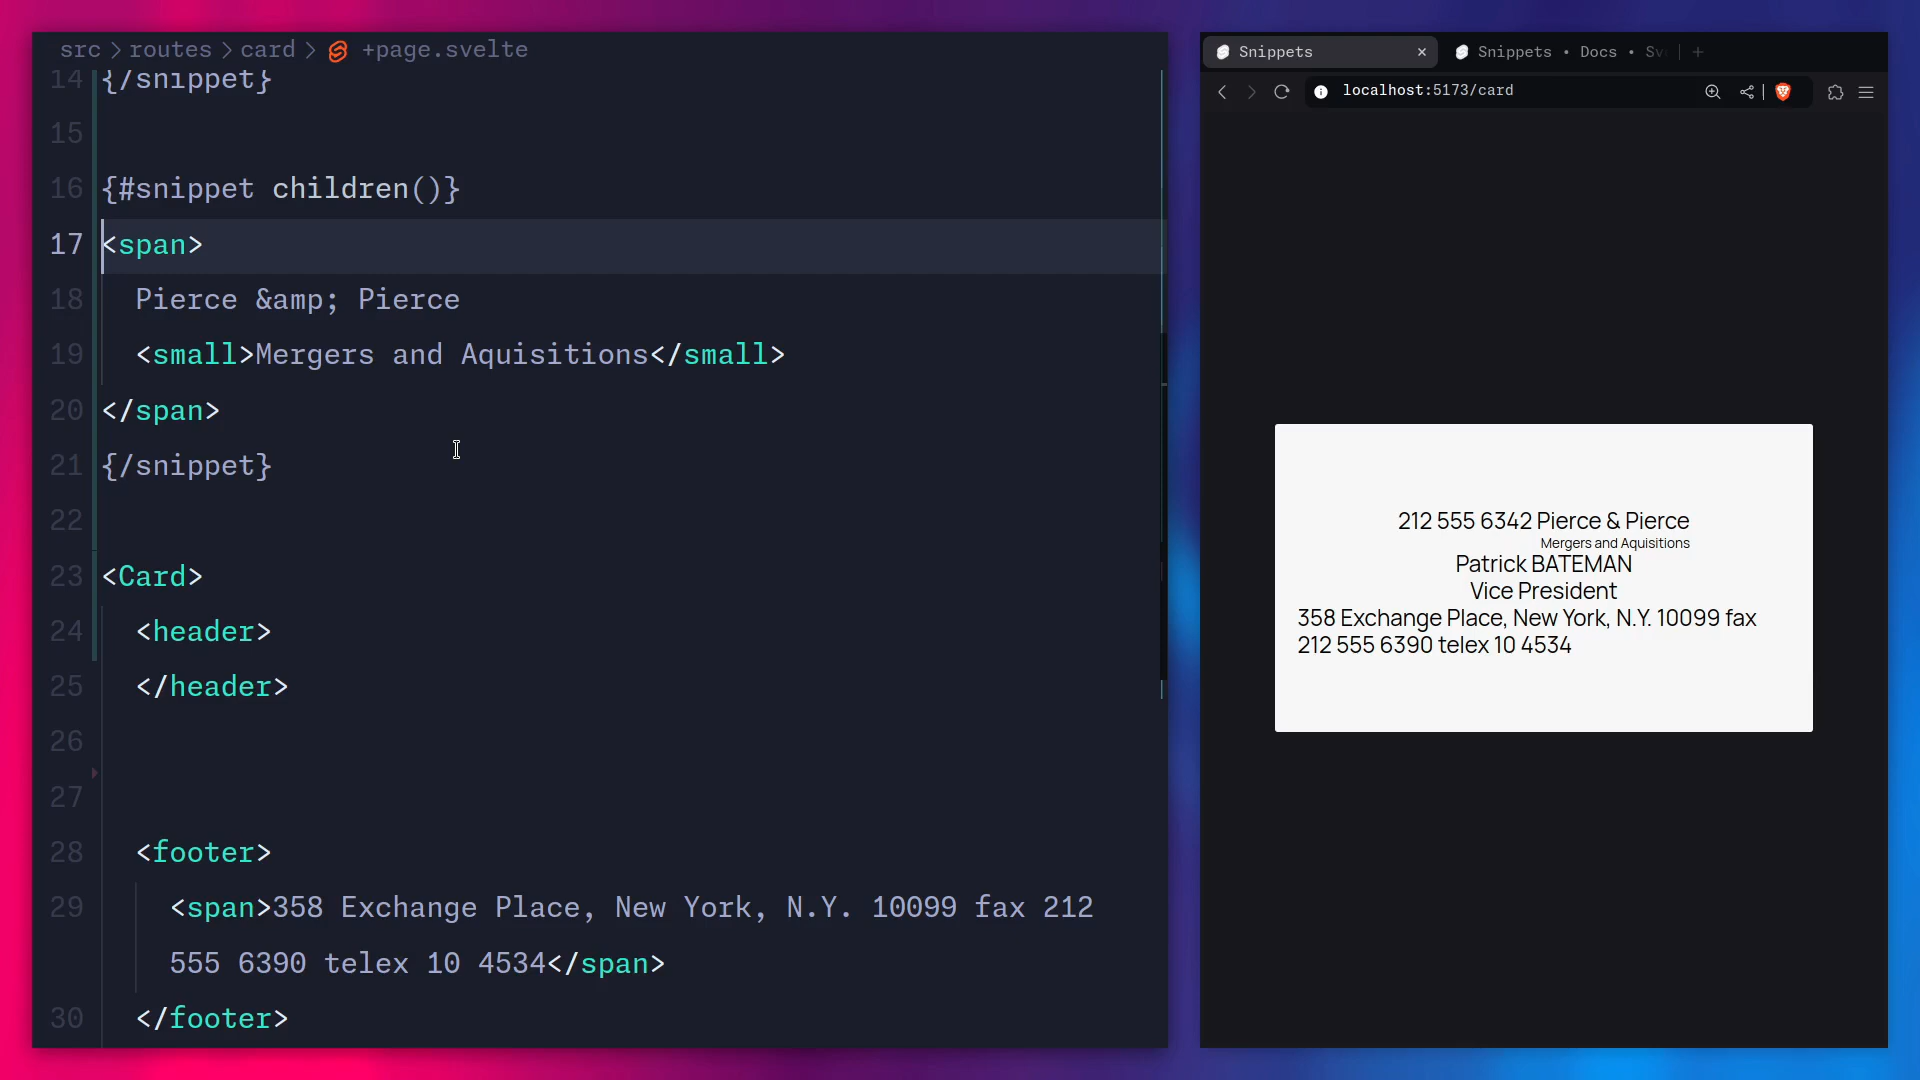 src > routes > card > +page.svelte
14 {/snippet}
15
16 {#snippet children()}
17 <span>
18 Pierce &amp; Pierce
19 <small>Mergers and Aquisitions</small>
20 </span>
21 {/snippet}
22
23 <Card>
24 <header>
25 </header>
26
27
28 <footer>
29 <span>358 Exchange Place, New York, N.Y. 10099 fax 212
555 6390 telex 10 4534</span>
30 </footer>
Snippets × Snippets • Docs • Sv +
localhost:5173/card
212 555 6342 Pierce & Pierce
Mergers and Aquisitions
Patrick BATEMAN
Vice President
358 Exchange Place, New York, N.Y. 10099 fax
212 555 6390 telex 10 4534